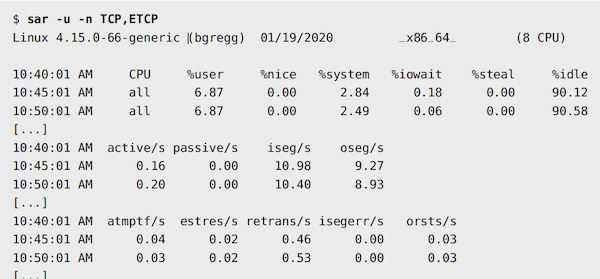 $ sar -u -n TCP,ETCP
Linux 4.15.0-66-generic (bgregg) 01/19/2020 _x86_64_ (8 CPU)
10:40:01 AM CPU %user %nice %system %iowait %steal %idle
10:45:01 AM all 6.87 0.00 2.84 0.18 0.00 90.12
10:50:01 AM all 6.87 0.00 2.49 0.06 0.00 90.58
[...]
10:40:01 AM active/s passive/s iseg/s oseg/s
10:45:01 AM 0.16 0.00 10.98 9.27
10:50:01 AM 0.20 0.00 10.40 8.93
[...]
10:40:01 AM atmptf/s estres/s retrans/s isegerr/s orsts/s
10:45:01 AM 0.04 0.02 0.46 0.00 0.03
10:50:01 AM 0.03 0.02 0.53 0.00 0.03
[...]